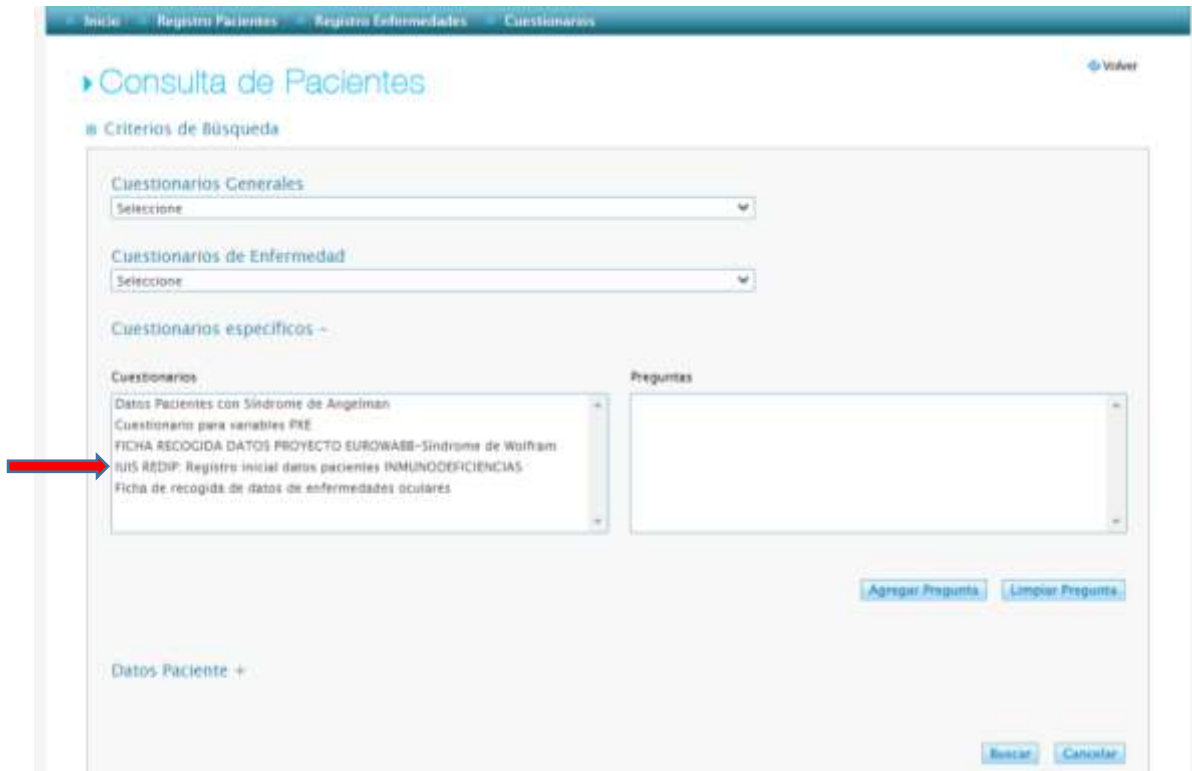 Inicio Registro Pacientes Registro Enfermedades Cuestionarios
Volver
Consulta de Pacientes
Criterios de Búsqueda
Cuestionarios Generales
Seleccione
Cuestionarios de Enfermedad
Seleccione
Cuestionarios específicos -
Cuestionarios Preguntas
Datos Pacientes con Síndrome de Angelman
Cuestionario para variables PXE
FICHA RECOGIDA DATOS PROYECTO EUROWABB-Síndrome de Wolfram
IUIS REDIP: Registro inicial datos pacientes INMUNODEFICIENCIAS
Ficha de recogida de datos de enfermedades oculares
Agregar Pregunta Limpiar Pregunta
Datos Paciente +
Buscar Cancelar